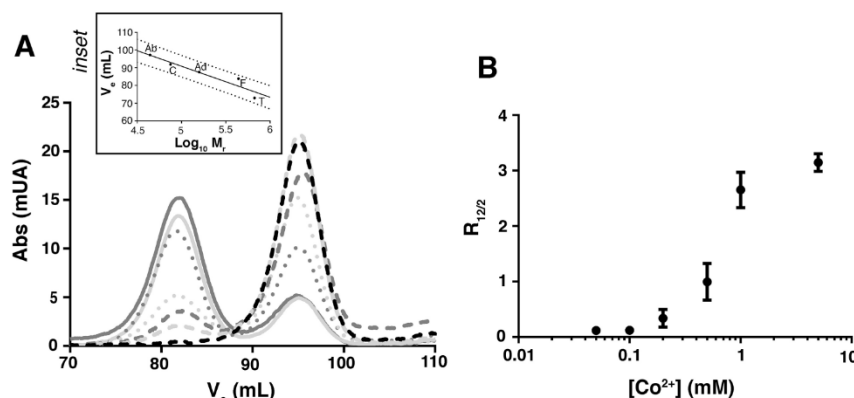 A
inset
Vₑ (mL)
110
100
90
80
70
60
Ab
C
Ad
F
T
4.5 5 5.5 6
Log₁₀ Mᵣ
Abs (mUA)
25
20
15
10
5
0
70 80 90 100 110
Vₑ (mL)
B
R₁₂/₂
4
3
2
1
0
0.01 0.1 1 10
[Co²⁺] (mM)